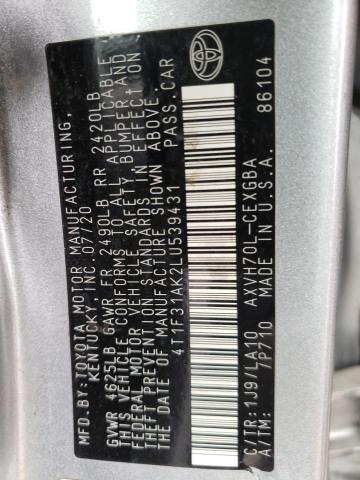 MFD.BY:TOYOTA MOTOR MANUFACTURING,
KENTUCKY, INC.07/20
GVWR 4625LB GAWR FR 2490LB RR 2420LB
THIS VEHICLE CONFORMS TO ALL APPLICABLE
FEDERAL MOTOR VEHICLE SAFETY, BUMPER AND
THEFT PREVENTION STANDARDS IN EFFECT ON
THE DATE OF MANUFACTURE SHOWN ABOVE.
4T1F31AK2LU539431 PASS.CAR
C/TR:1J9/LA10 AXVH70L-CEXGBA
A/TM: /P710 MADE IN U.S.A.
86104